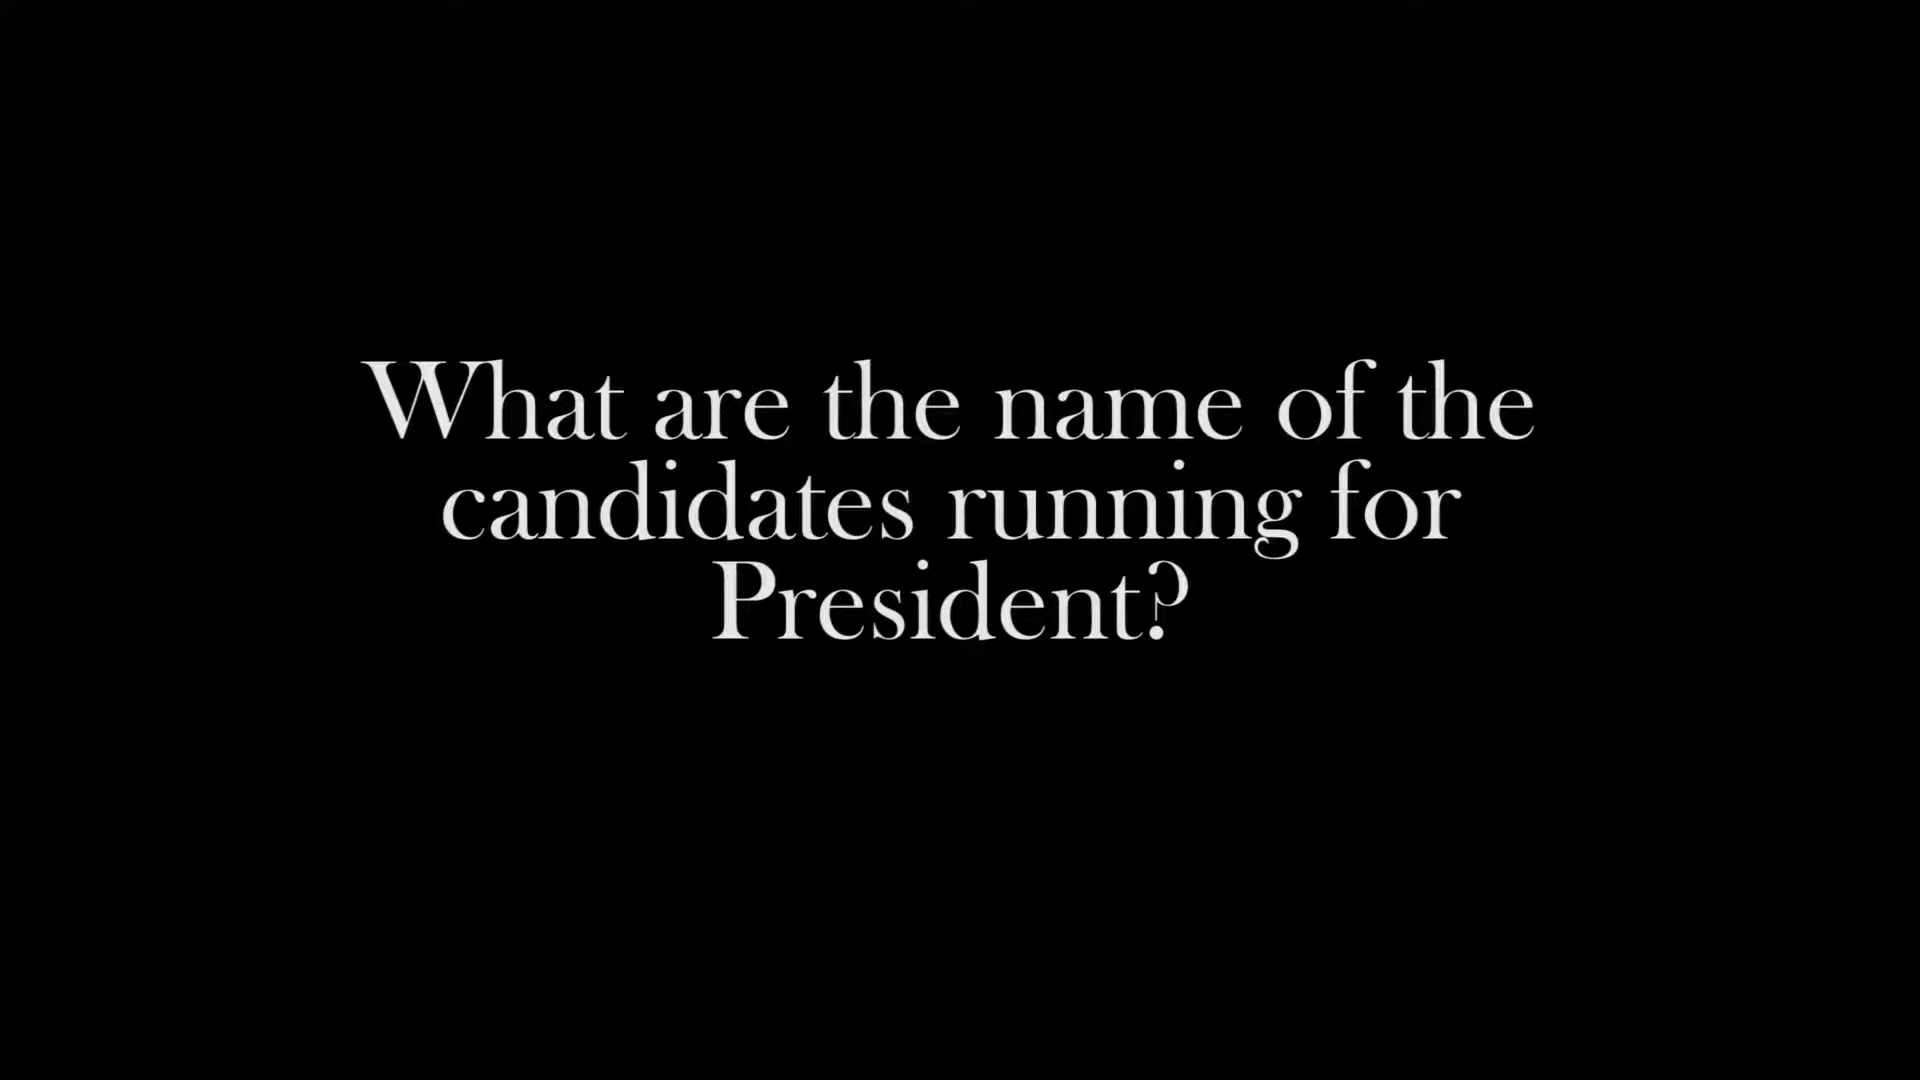 What are the name of the
candidates running for
President?